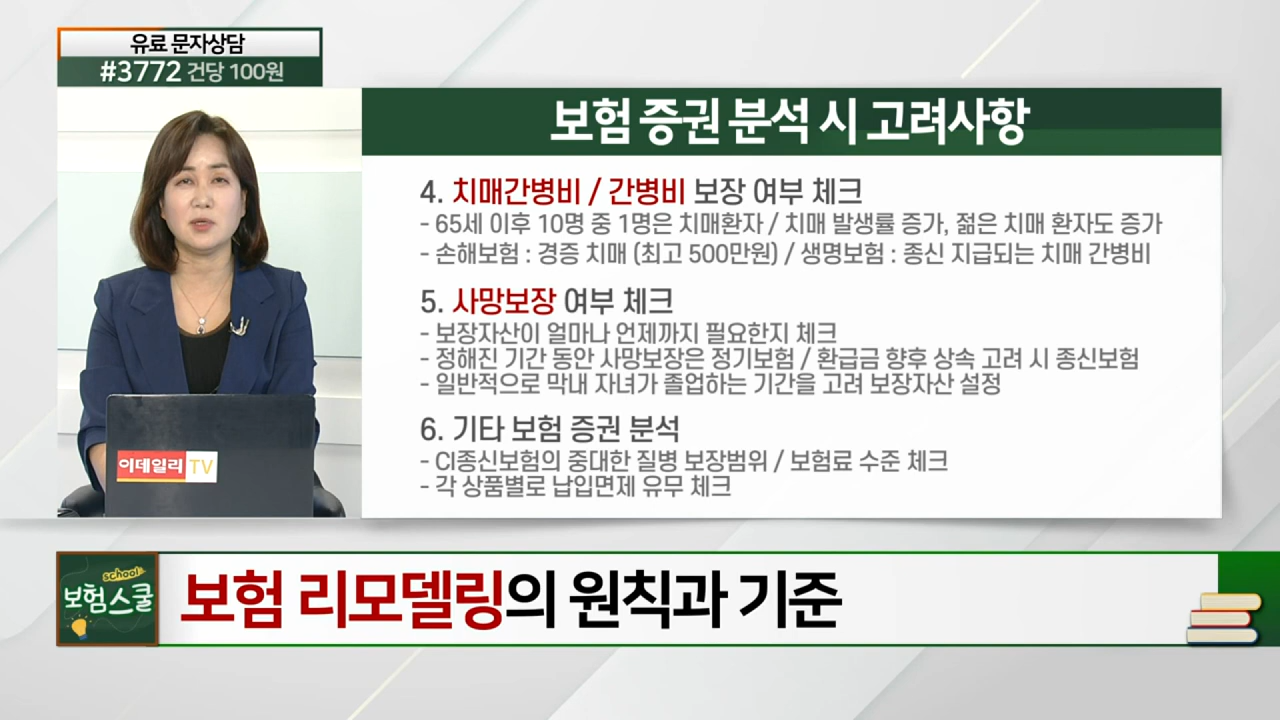 유료 문자상담
#3772 건당 100원
보험 증권 분석 시 고려사항
4. 치매간병비 / 간병비 보장 여부 체크
- 65세 이후 10명 중 1명은 치매환자 / 치매 발생률 증가, 젊은 치매 환자도 증가
- 손해보험 : 경증 치매 (최고 500만원) / 생명보험 : 종신 지급되는 치매 간병비
5. 사망보장 여부 체크
- 보장자산이 얼마나 언제까지 필요한지 체크
- 정해진 기간 동안 사망보장은 정기보험 / 환급금 향후 상속 고려 시 종신보험
- 일반적으로 막내 자녀가 졸업하는 기간을 고려 보장자산 설정
6. 기타 보험 증권 분석
- CI종신보험의 중대한 질병 보장범위 / 보험료 수준 체크
- 각 상품별로 납입면제 유무 체크
이데일리 TV
school
보험스쿨
보험 리모델링의 원칙과 기준